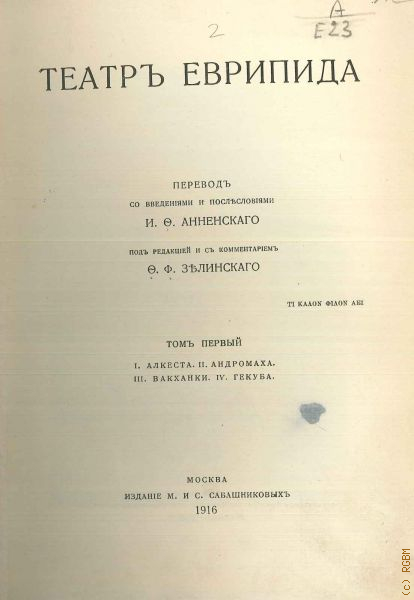 2
А
Е23
ТЕАТРЪ ЕВРИПИДА
ПЕРЕВОДЪ
СО ВВЕДЕНІЯМИ И ПОСЛѢСЛОВІЯМИ
И. Ѳ. АННЕНСКАГО
ПОДЪ РЕДАКЦІЕЙ И СЪ КОММЕНТАРІЕМЪ
Ѳ. Ф. ЗѢЛИНСКАГО
ΤΙ ΚΑΛΟΝ ΦΙΛΟΝ ΑΕΙ
ТОМЪ ПЕРВЫЙ
I. АЛКЕСТА. II. АНДРОМАХА.
III. ВАКХАНКИ. IV. ГЕКУБА.
МОСКВА
ИЗДАНІЕ М. И С. САБАШНИКОВЫХЪ
1916
(c) RGBM